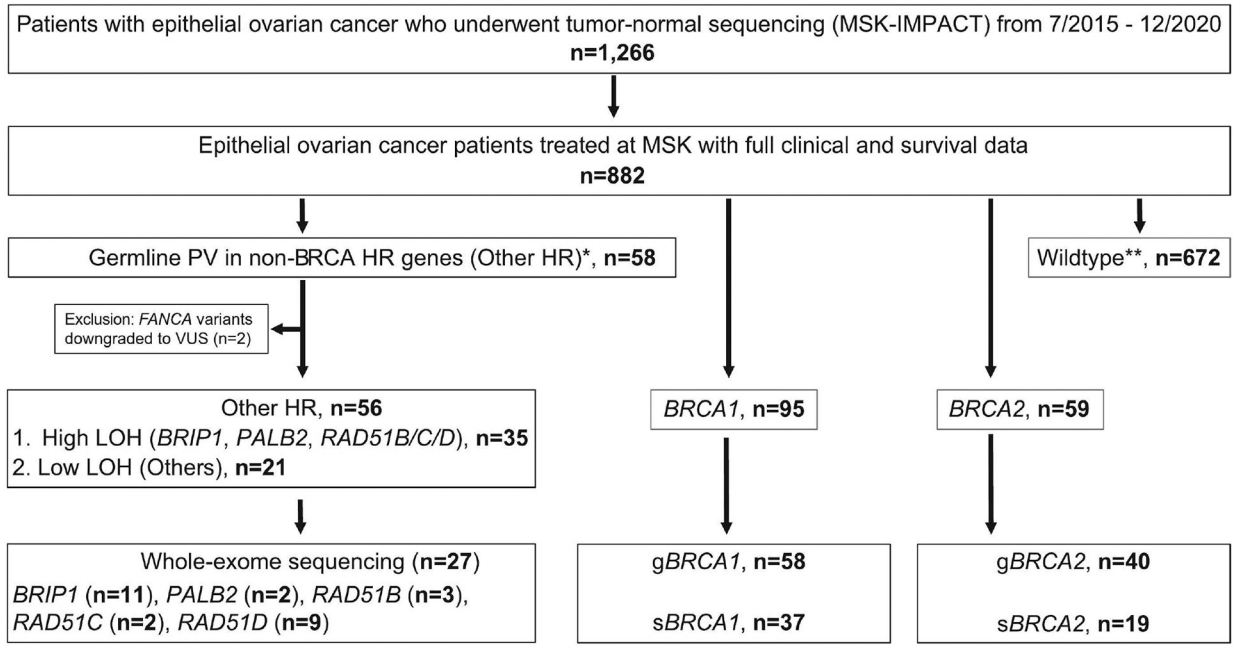 Patients with epithelial ovarian cancer who underwent tumor-normal sequencing (MSK-IMPACT) from 7/2015 - 12/2020
n=1,266
Epithelial ovarian cancer patients treated at MSK with full clinical and survival data
n=882
Germline PV in non-BRCA HR genes (Other HR)*, n=58
Wildtype**, n=672
Exclusion: FANCA variants
downgraded to VUS (n=2)
Other HR, n=56
1. High LOH (BRIP1, PALB2, RAD51B/C/D), n=35
2. Low LOH (Others), n=21
BRCA1, n=95
BRCA2, n=59
Whole-exome sequencing (n=27)
BRIP1 (n=11), PALB2 (n=2), RAD51B (n=3),
RAD51C (n=2), RAD51D (n=9)
gBRCA1, n=58
sBRCA1, n=37
gBRCA2, n=40
sBRCA2, n=19